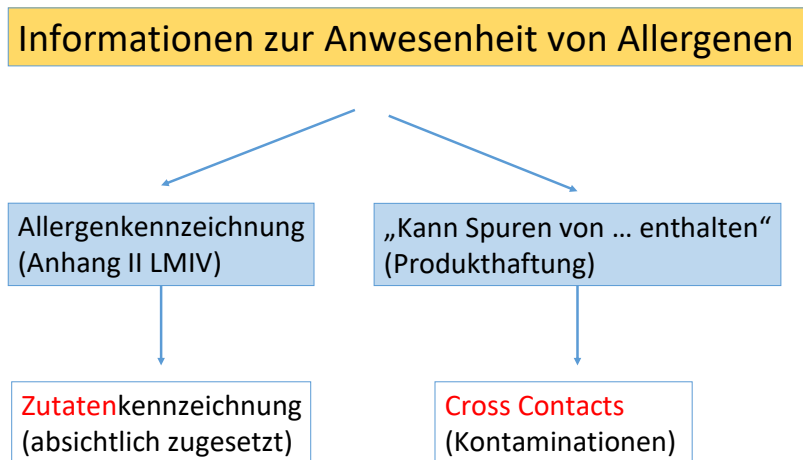 Informationen zur Anwesenheit von Allergenen
Allergenkennzeichnung
(Anhang II LMIV)
„Kann Spuren von … enthalten“
(Produkthaftung)
Zutatenkennzeichnung
(absichtlich zugesetzt)
Cross Contacts
(Kontaminationen)